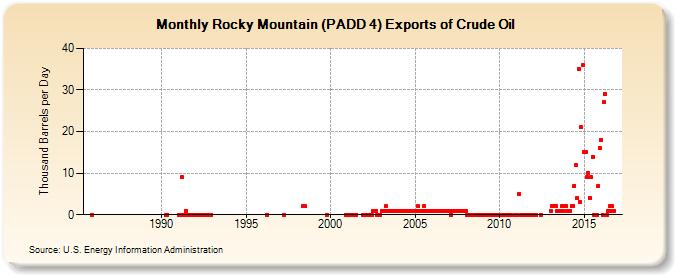 Monthly Rocky Mountain (PADD 4) Exports of Crude Oil
Thousand Barrels per Day
40
30
20
10
0
1990 1995 2000 2005 2010 2015
Source: U.S. Energy Information Administration